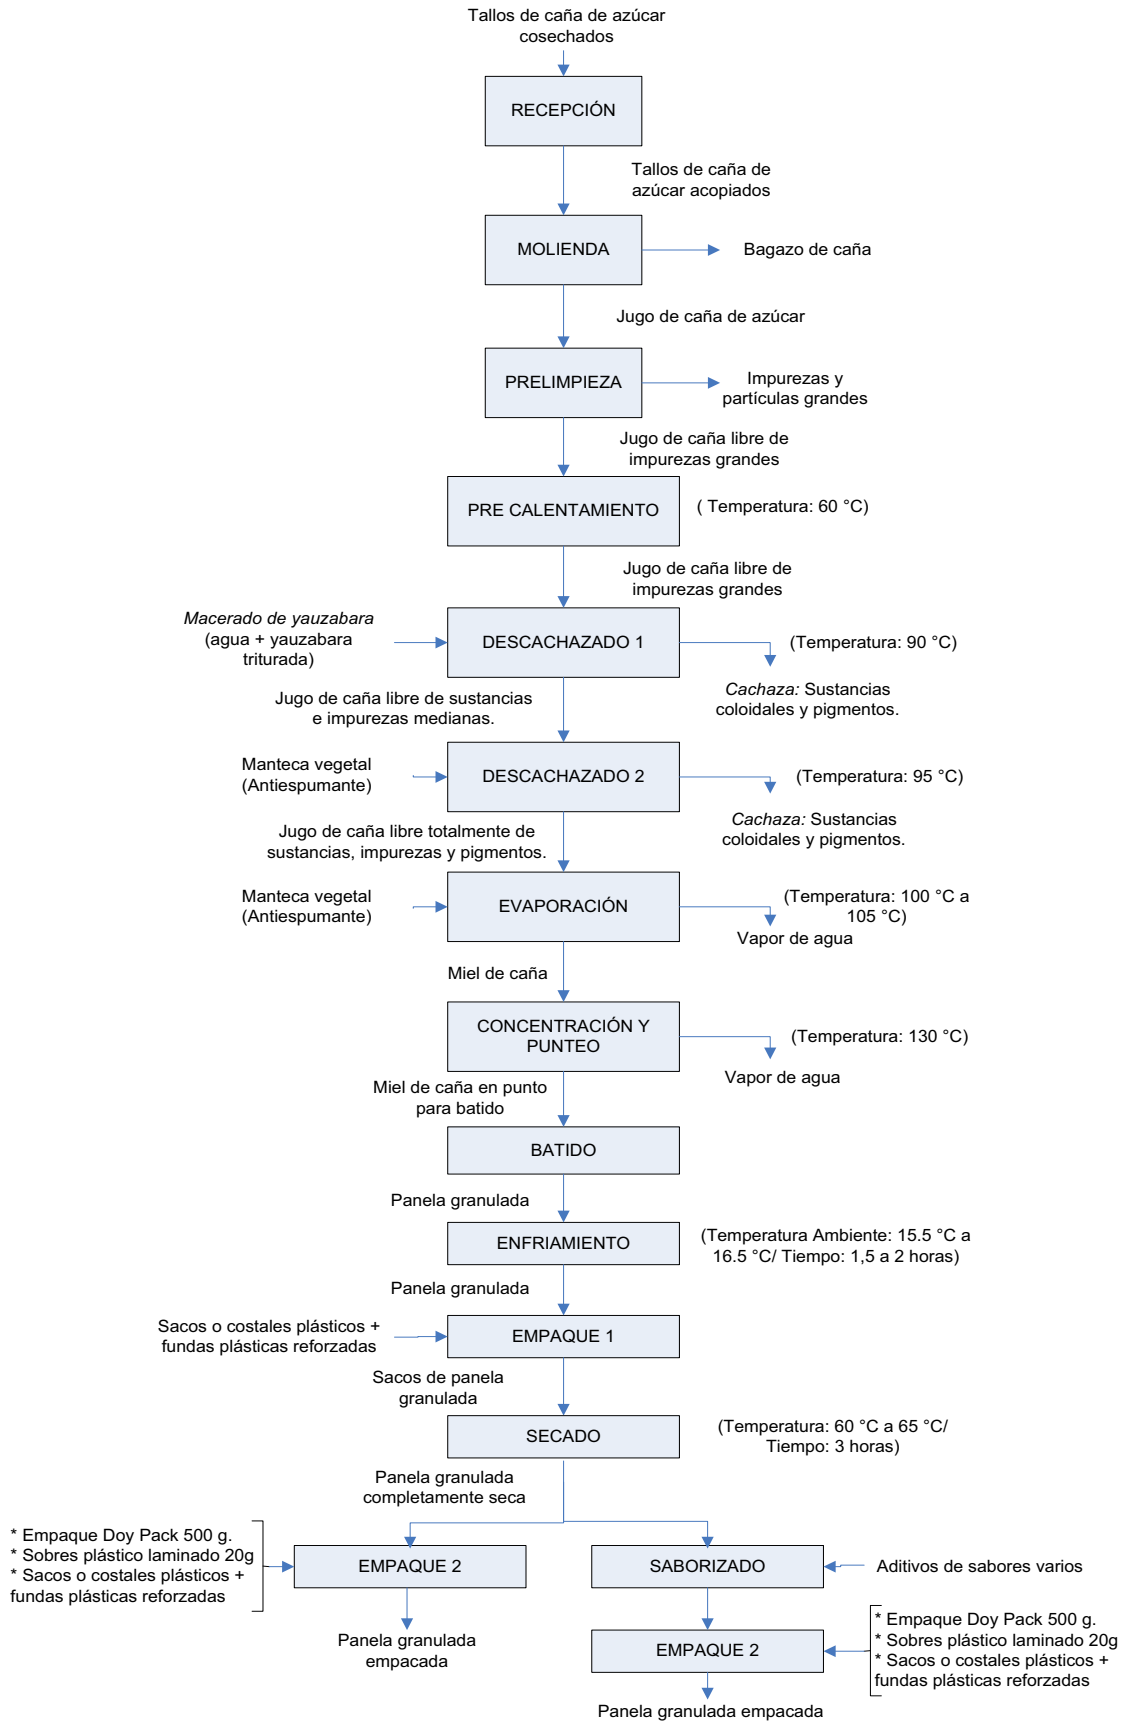 Tallos de caña de azúcar
cosechados
RECEPCIÓN
Tallos de caña de
azúcar acopiados
MOLIENDA
Bagazo de caña
Jugo de caña de azúcar
PRELIMPIEZA
Impurezas y
partículas grandes
Jugo de caña libre de
impurezas grandes
PRE CALENTAMIENTO
( Temperatura: 60 °C)
Jugo de caña libre de
impurezas grandes
Macerado de yauzabara
(agua + yauzabara
triturada)
DESCACHAZADO 1
(Temperatura: 90 °C)
Cachaza: Sustancias
coloidales y pigmentos.
Jugo de caña libre de sustancias
e impurezas medianas.
Manteca vegetal
(Antiespumante)
DESCACHAZADO 2
(Temperatura: 95 °C)
Cachaza: Sustancias
coloidales y pigmentos.
Jugo de caña libre totalmente de
sustancias, impurezas y pigmentos.
Manteca vegetal
(Antiespumante)
EVAPORACIÓN
(Temperatura: 100 °C a
105 °C)
Vapor de agua
Miel de caña
CONCENTRACIÓN Y
PUNTEO
(Temperatura: 130 °C)
Vapor de agua
Miel de caña en punto
para batido
BATIDO
Panela granulada
ENFRIAMIENTO
(Temperatura Ambiente: 15.5 °C a
16.5 °C/ Tiempo: 1,5 a 2 horas)
Panela granulada
Sacos o costales plásticos +
fundas plásticas reforzadas
EMPAQUE 1
Sacos de panela
granulada
SECADO
(Temperatura: 60 °C a 65 °C/
Tiempo: 3 horas)
Panela granulada
completamente seca
* Empaque Doy Pack 500 g.
* Sobres plástico laminado 20g
* Sacos o costales plásticos +
fundas plásticas reforzadas
EMPAQUE 2
Panela granulada
empacada
SABORIZADO
Aditivos de sabores varios
EMPAQUE 2
* Empaque Doy Pack 500 g.
* Sobres plástico laminado 20g
* Sacos o costales plásticos +
fundas plásticas reforzadas
Panela granulada empacada